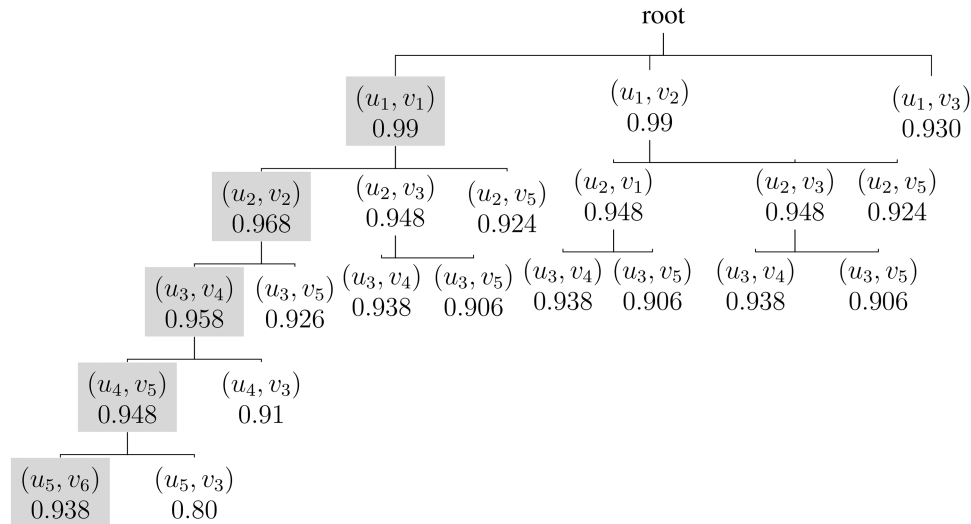 root
(u₁, v₁) (u₁, v₂) (u₁, v₃)
0.99 0.99 0.930
(u₂, v₂) (u₂, v₃) (u₂, v₅) (u₂, v₁) (u₂, v₃) (u₂, v₅)
0.968 0.948 0.924 0.948 0.948 0.924
(u₃, v₄) (u₃, v₅) (u₃, v₄) (u₃, v₅) (u₃, v₄) (u₃, v₅) (u₃, v₄) (u₃, v₅)
0.958 0.926 0.938 0.906 0.938 0.906 0.938 0.906
(u₄, v₅) (u₄, v₃)
0.948 0.91
(u₅, v₆) (u₅, v₃)
0.938 0.80